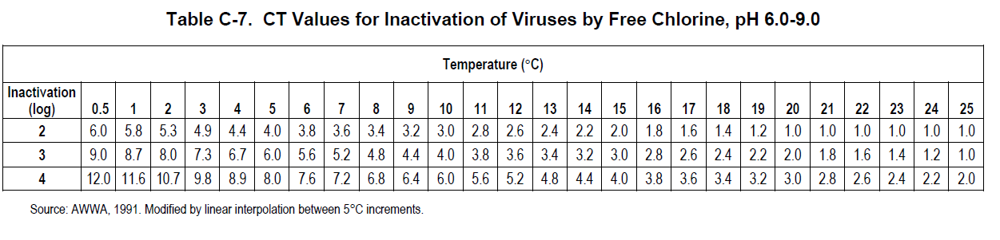 Table C-7. CT Values for Inactivation of Viruses by Free Chlorine, pH 6.0-9.0
Temperature (°C)
Inactivation
(log) 0.5 1 2 3 4 5 6 7 8 9 10 11 12 13 14 15 16 17 18 19 20 21 22 23 24 25
2 6.0 5.8 5.3 4.9 4.4 4.0 3.8 3.6 3.4 3.2 3.0 2.8 2.6 2.4 2.2 2.0 1.8 1.6 1.4 1.2 1.0 1.0 1.0 1.0 1.0 1.0
3 9.0 8.7 8.0 7.3 6.7 6.0 5.6 5.2 4.8 4.4 4.0 3.8 3.6 3.4 3.2 3.0 2.8 2.6 2.4 2.2 2.0 1.8 1.6 1.4 1.2 1.0
4 12.0 11.6 10.7 9.8 8.9 8.0 7.6 7.2 6.8 6.4 6.0 5.6 5.2 4.8 4.4 4.0 3.8 3.6 3.4 3.2 3.0 2.8 2.6 2.4 2.2 2.0
Source: AWWA, 1991. Modified by linear interpolation between 5°C increments.